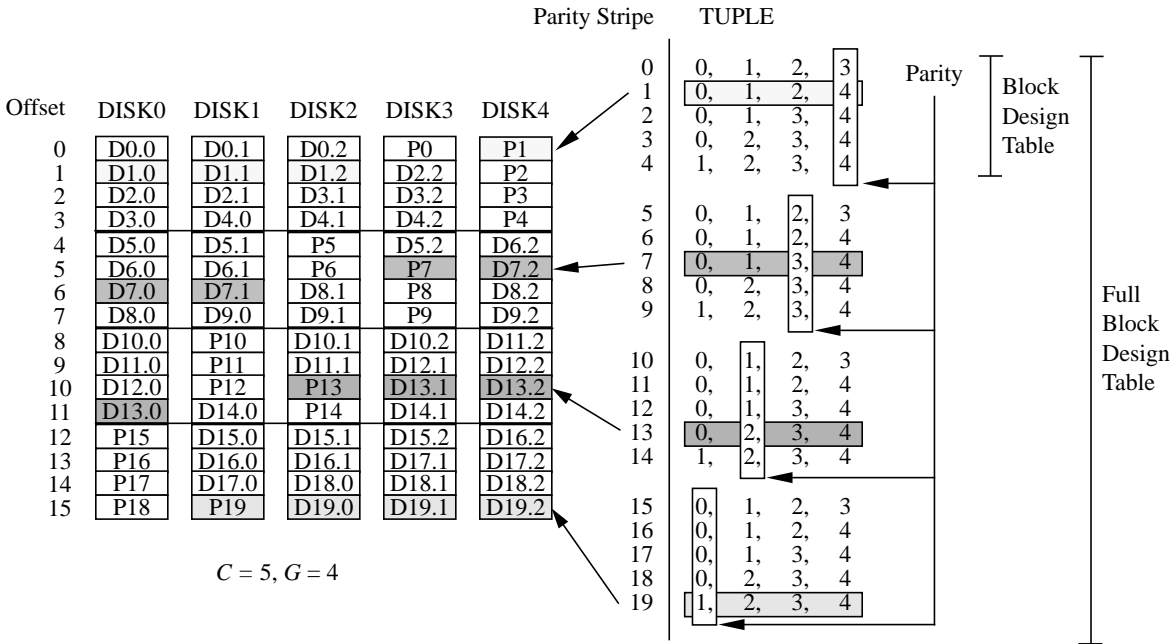 Parity Stripe TUPLE
Offset DISK0 DISK1 DISK2 DISK3 DISK4
0 D0.0 D0.1 D0.2 P0 P1
1 D1.0 D1.1 D1.2 D2.2 P2
2 D2.0 D2.1 D3.1 D3.2 P3
3 D3.0 D4.0 D4.1 D4.2 P4
4 D5.0 D5.1 P5 D5.2 D6.2
5 D6.0 D6.1 P6 P7 D7.2
6 D7.0 D7.1 D8.1 P8 D8.2
7 D8.0 D9.0 D9.1 P9 D9.2
8 D10.0 P10 D10.1 D10.2 D11.2
9 D11.0 P11 D11.1 D12.1 D12.2
10 D12.0 P12 P13 D13.1 D13.2
11 D13.0 D14.0 P14 D14.1 D14.2
12 P15 D15.0 D15.1 D15.2 D16.2
13 P16 D16.0 D16.1 D17.1 D17.2
14 P17 D17.0 D18.0 D18.1 D18.2
15 P18 P19 D19.0 D19.1 D19.2
C = 5, G = 4
0 0, 1, 2, 3
1 0, 1, 2, 4
2 0, 1, 3, 4
3 0, 2, 3, 4
4 1, 2, 3, 4
5 0, 1, 2, 3
6 0, 1, 2, 4
7 0, 1, 3, 4
8 0, 2, 3, 4
9 1, 2, 3, 4
10 0, 1, 2, 3
11 0, 1, 2, 4
12 0, 1, 3, 4
13 0, 2, 3, 4
14 1, 2, 3, 4
15 0, 1, 2, 3
16 0, 1, 2, 4
17 0, 1, 3, 4
18 0, 2, 3, 4
19 1, 2, 3, 4
Parity
Block
Design
Table
Full
Block
Design
Table